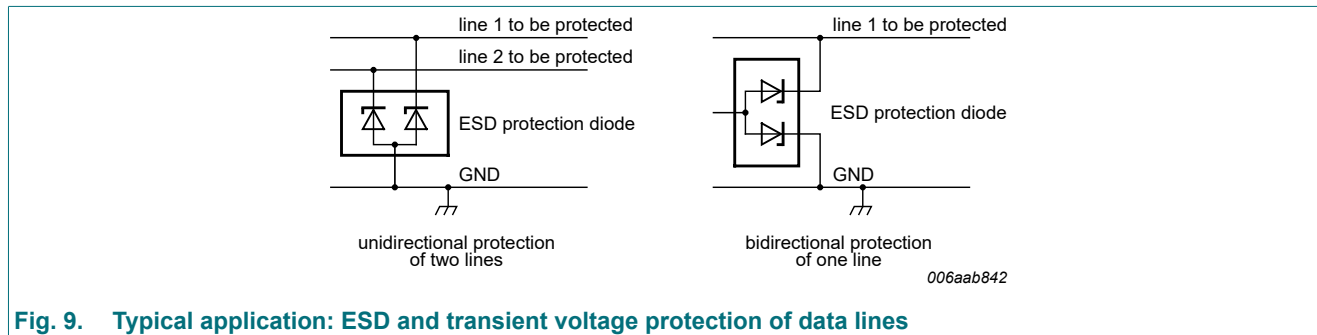 line 1 to be protected
line 2 to be protected
ESD protection diode
GND
unidirectional protection
of two lines
line 1 to be protected
ESD protection diode
GND
bidirectional protection
of one line
006aab842
Fig. 9. Typical application: ESD and transient voltage protection of data lines